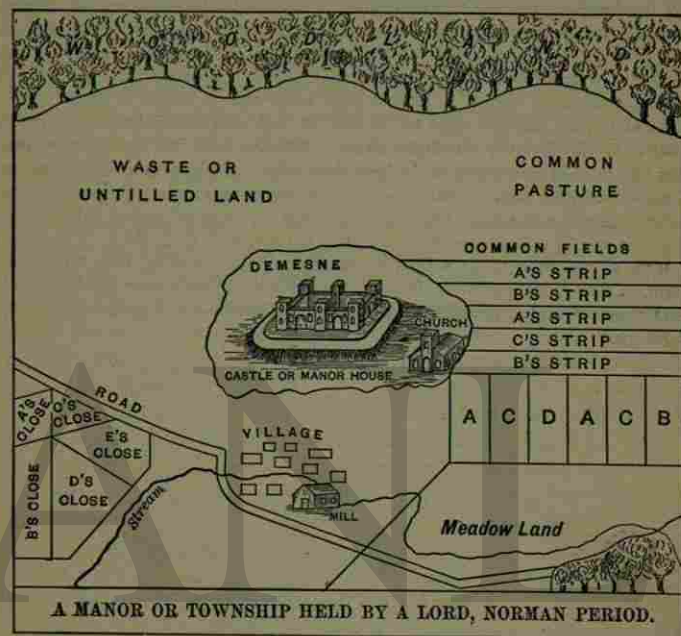 WOODLAND
WASTE OR
UNTILLED LAND
COMMON
PASTURE
COMMON FIELDS
A'S STRIP
B'S STRIP
A'S STRIP
C'S STRIP
B'S STRIP
DEMESNE
CHURCH
CASTLE OR MANOR HOUSE
A C D A C B
ROAD
A'S
CLOSE
C'S
CLOSE
E'S
CLOSE
B'S CLOSE
D'S
CLOSE
VILLAGE
Stream
MILL
Meadow Land
A MANOR OR TOWNSHIP HELD BY A LORD, NORMAN PERIOD.
ANI